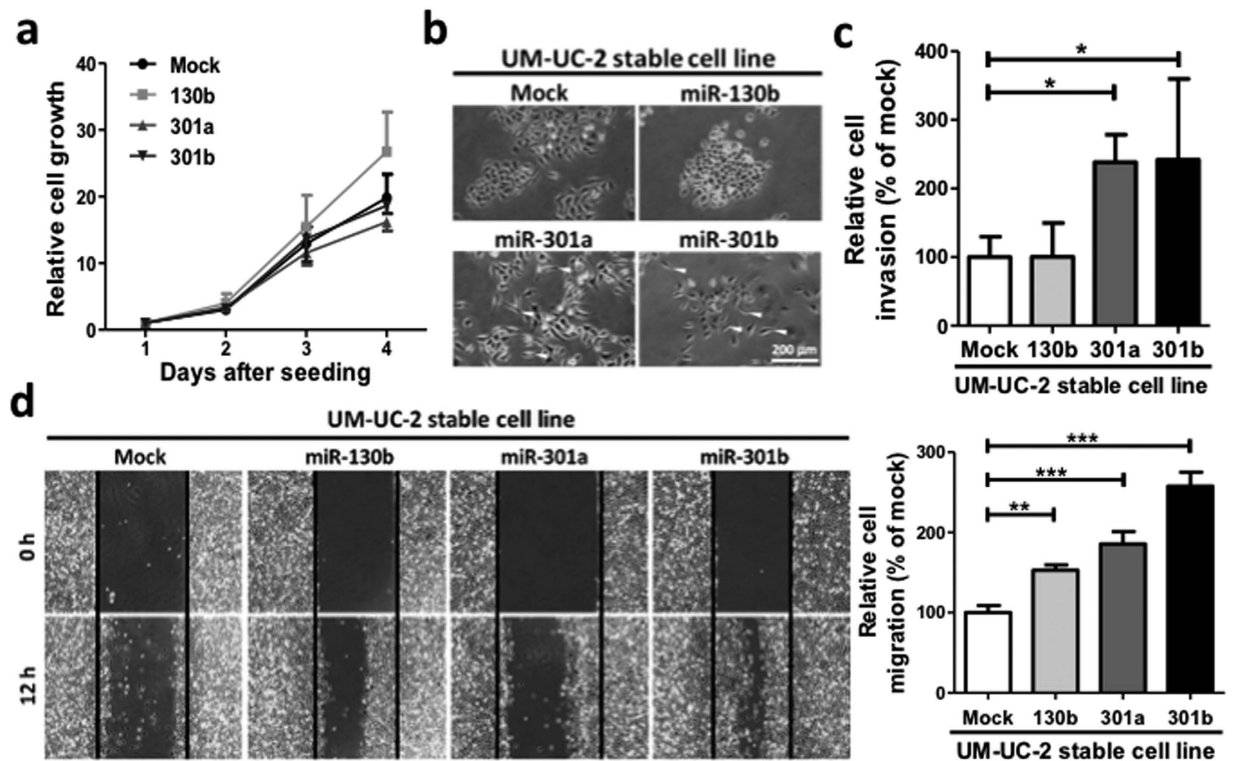 a
Relative cell growth
40
30
20
10
0
Mock
130b
301a
301b
1 2 3 4
Days after seeding
b
UM-UC-2 stable cell line
Mock miR-130b
miR-301a miR-301b
200 µm
c
Relative cell
invasion (% of mock)
400
300
200
100
0
*
*
Mock 130b 301a 301b
UM-UC-2 stable cell line
d
UM-UC-2 stable cell line
Mock miR-130b miR-301a miR-301b
0 h
12 h
Relative cell
migration (% of mock)
300
200
100
0
***
***
**
Mock 130b 301a 301b
UM-UC-2 stable cell line